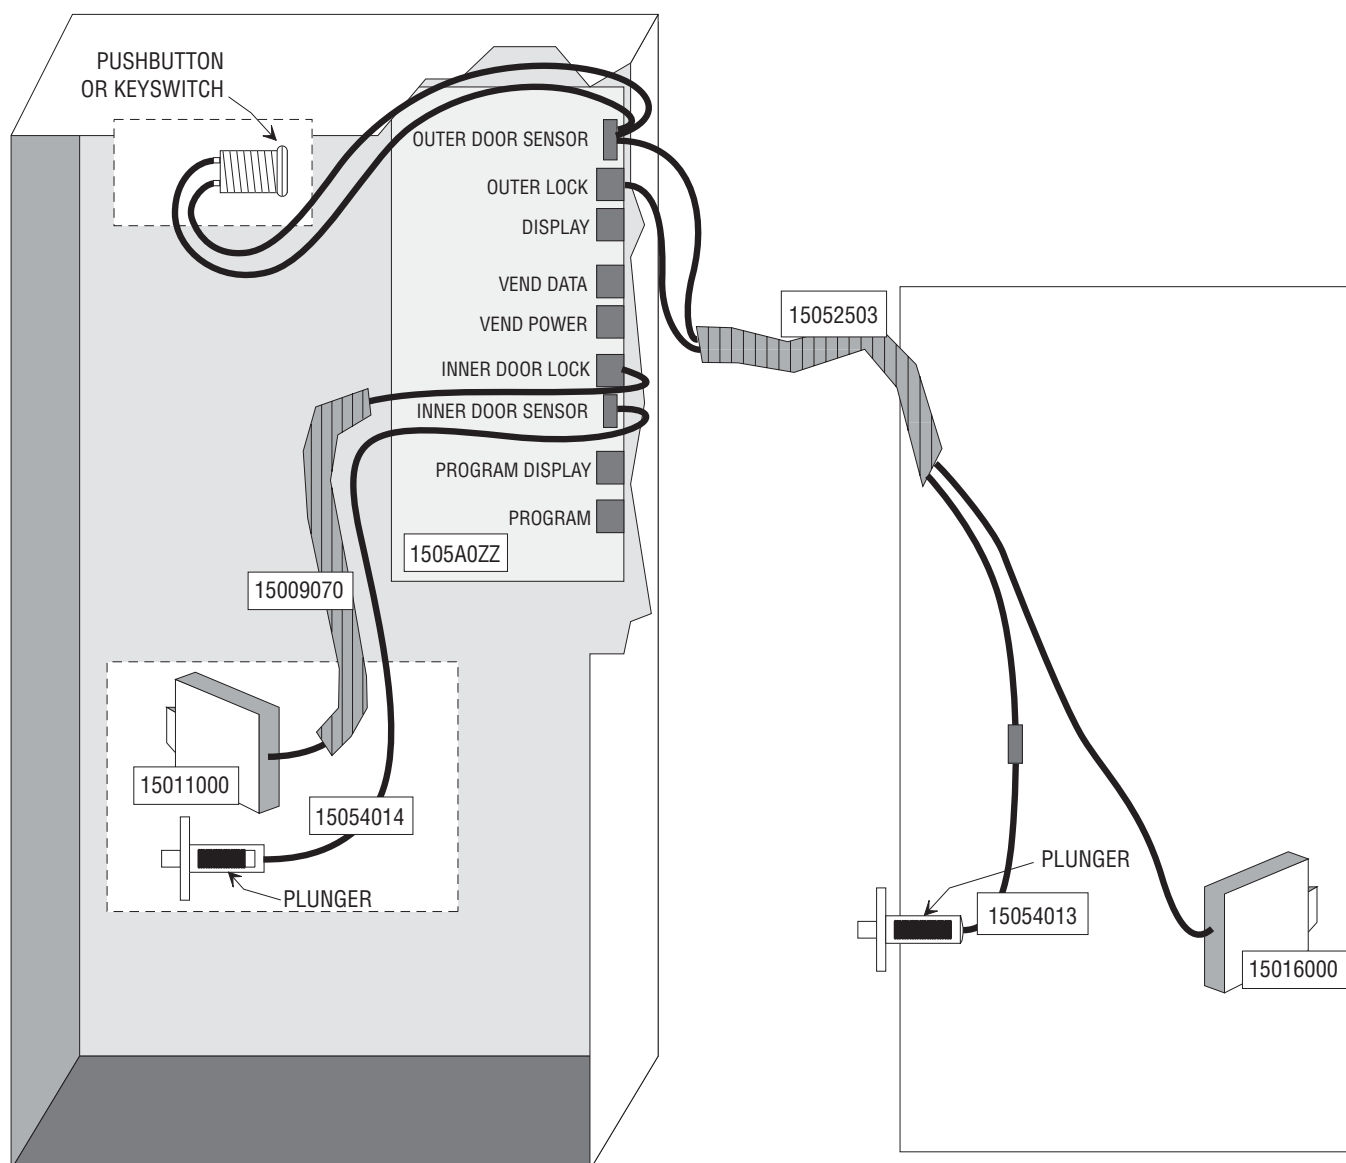 PUSHBUTTON
OR KEYSWITCH
OUTER DOOR SENSOR
OUTER LOCK
DISPLAY
VEND DATA
VEND POWER
INNER DOOR LOCK
INNER DOOR SENSOR
PROGRAM DISPLAY
PROGRAM
1505A0ZZ
15052503
15009070
15011000
15054014
PLUNGER
PLUNGER
15054013
15016000